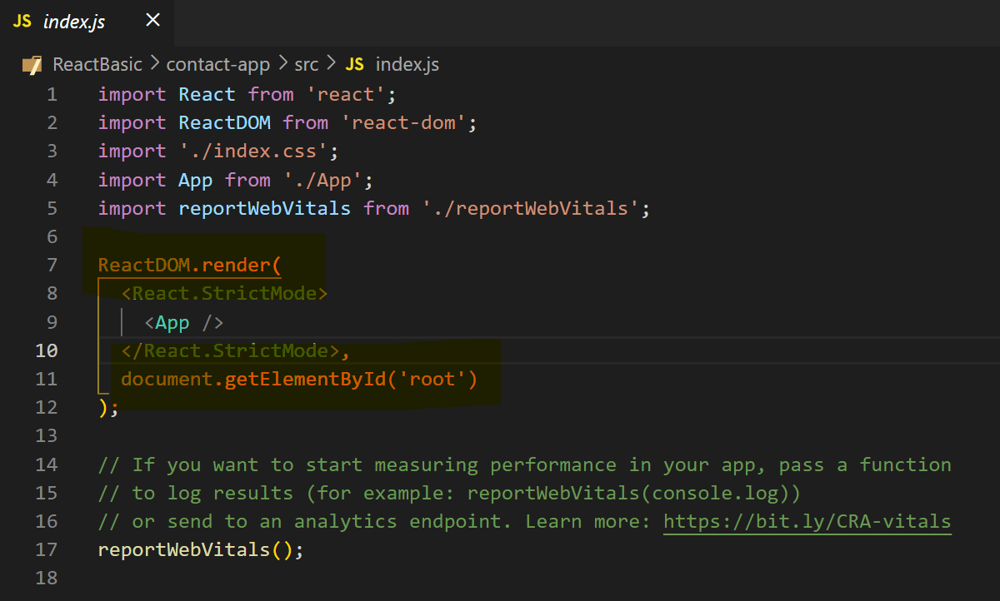 JS index.js ×
ReactBasic > contact-app > src > JS index.js
1 import React from 'react';
2 import ReactDOM from 'react-dom';
3 import './index.css';
4 import App from './App';
5 import reportWebVitals from './reportWebVitals';
6
7 ReactDOM.render(
8   <React.StrictMode>
9     <App />
10   </React.StrictMode>,
11   document.getElementById('root')
12 );
13
14 // If you want to start measuring performance in your app, pass a function
15 // to log results (for example: reportWebVitals(console.log))
16 // or send to an analytics endpoint. Learn more: https://bit.ly/CRA-vitals
17 reportWebVitals();
18